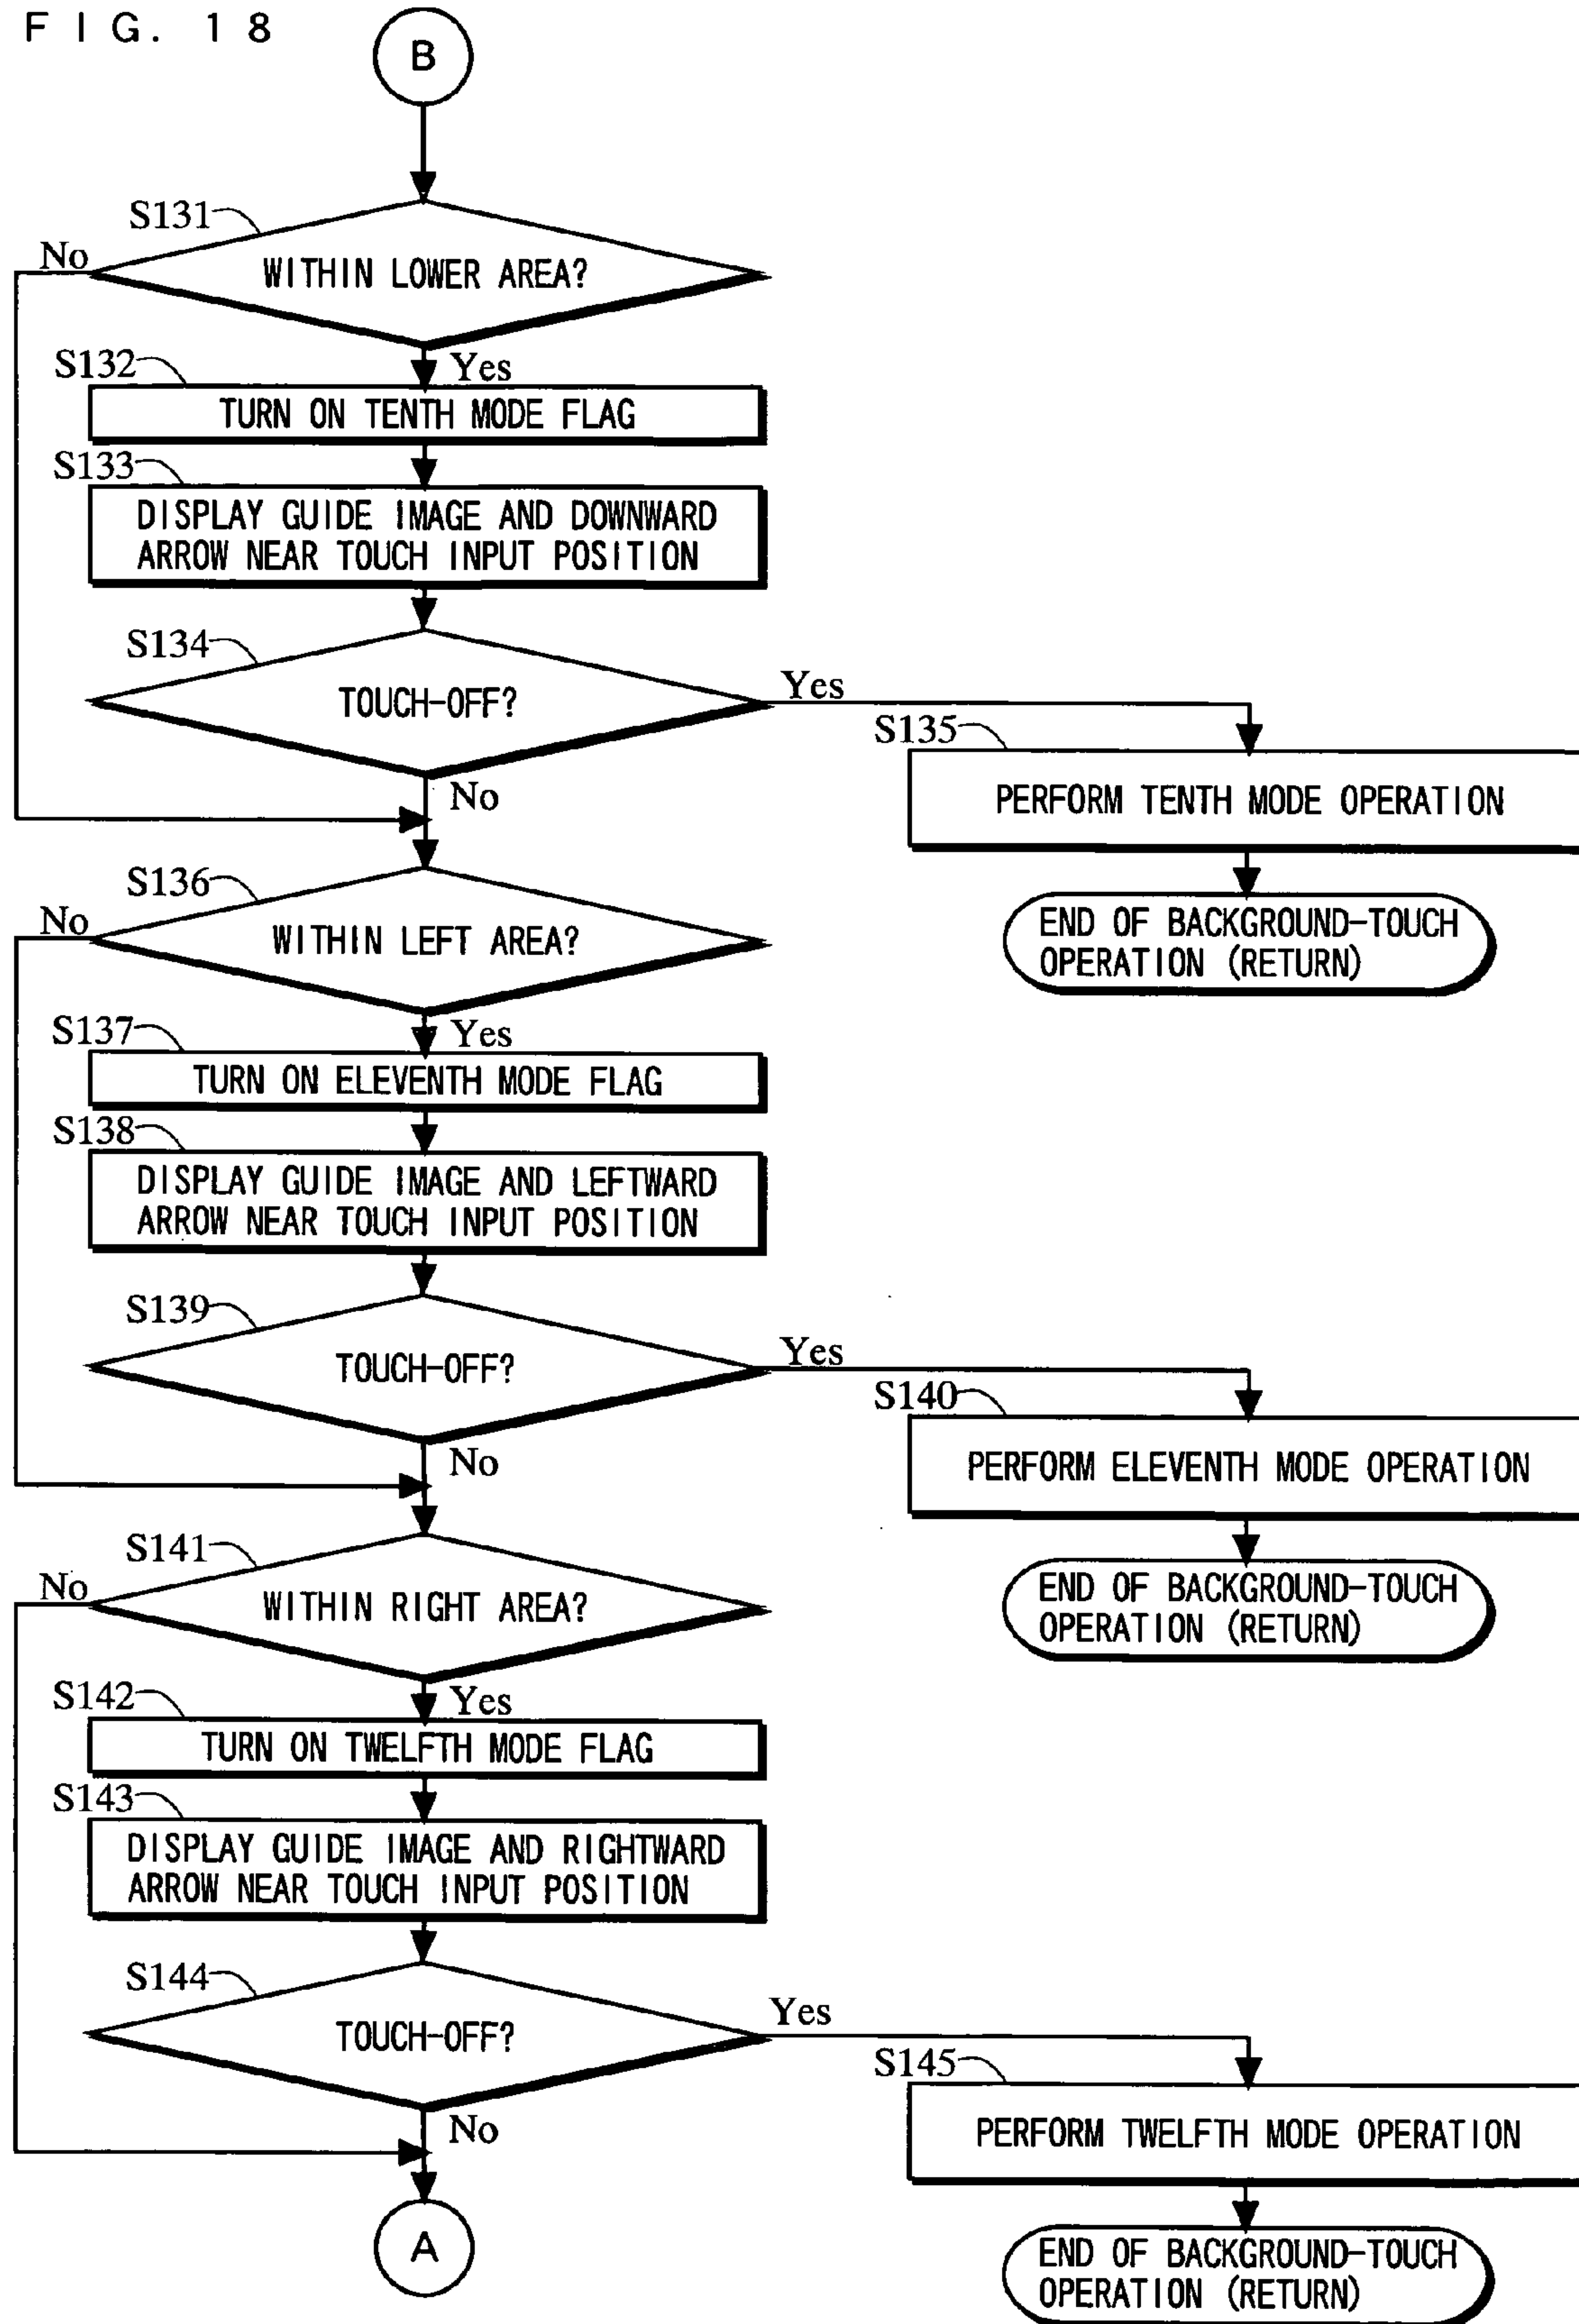 FIG. 18
B
S131
No
WITHIN LOWER AREA?
S132
Yes
TURN ON TENTH MODE FLAG
S133
DISPLAY GUIDE IMAGE AND DOWNWARD
ARROW NEAR TOUCH INPUT POSITION
S134
TOUCH-OFF?
Yes
S135
PERFORM TENTH MODE OPERATION
No
END OF BACKGROUND-TOUCH
OPERATION (RETURN)
S136
No
WITHIN LEFT AREA?
S137
Yes
TURN ON ELEVENTH MODE FLAG
S138
DISPLAY GUIDE IMAGE AND LEFTWARD
ARROW NEAR TOUCH INPUT POSITION
S139
TOUCH-OFF?
Yes
S140
PERFORM ELEVENTH MODE OPERATION
No
END OF BACKGROUND-TOUCH
OPERATION (RETURN)
S141
No
WITHIN RIGHT AREA?
S142
Yes
TURN ON TWELFTH MODE FLAG
S143
DISPLAY GUIDE IMAGE AND RIGHTWARD
ARROW NEAR TOUCH INPUT POSITION
S144
TOUCH-OFF?
Yes
S145
PERFORM TWELFTH MODE OPERATION
No
END OF BACKGROUND-TOUCH
OPERATION (RETURN)
A